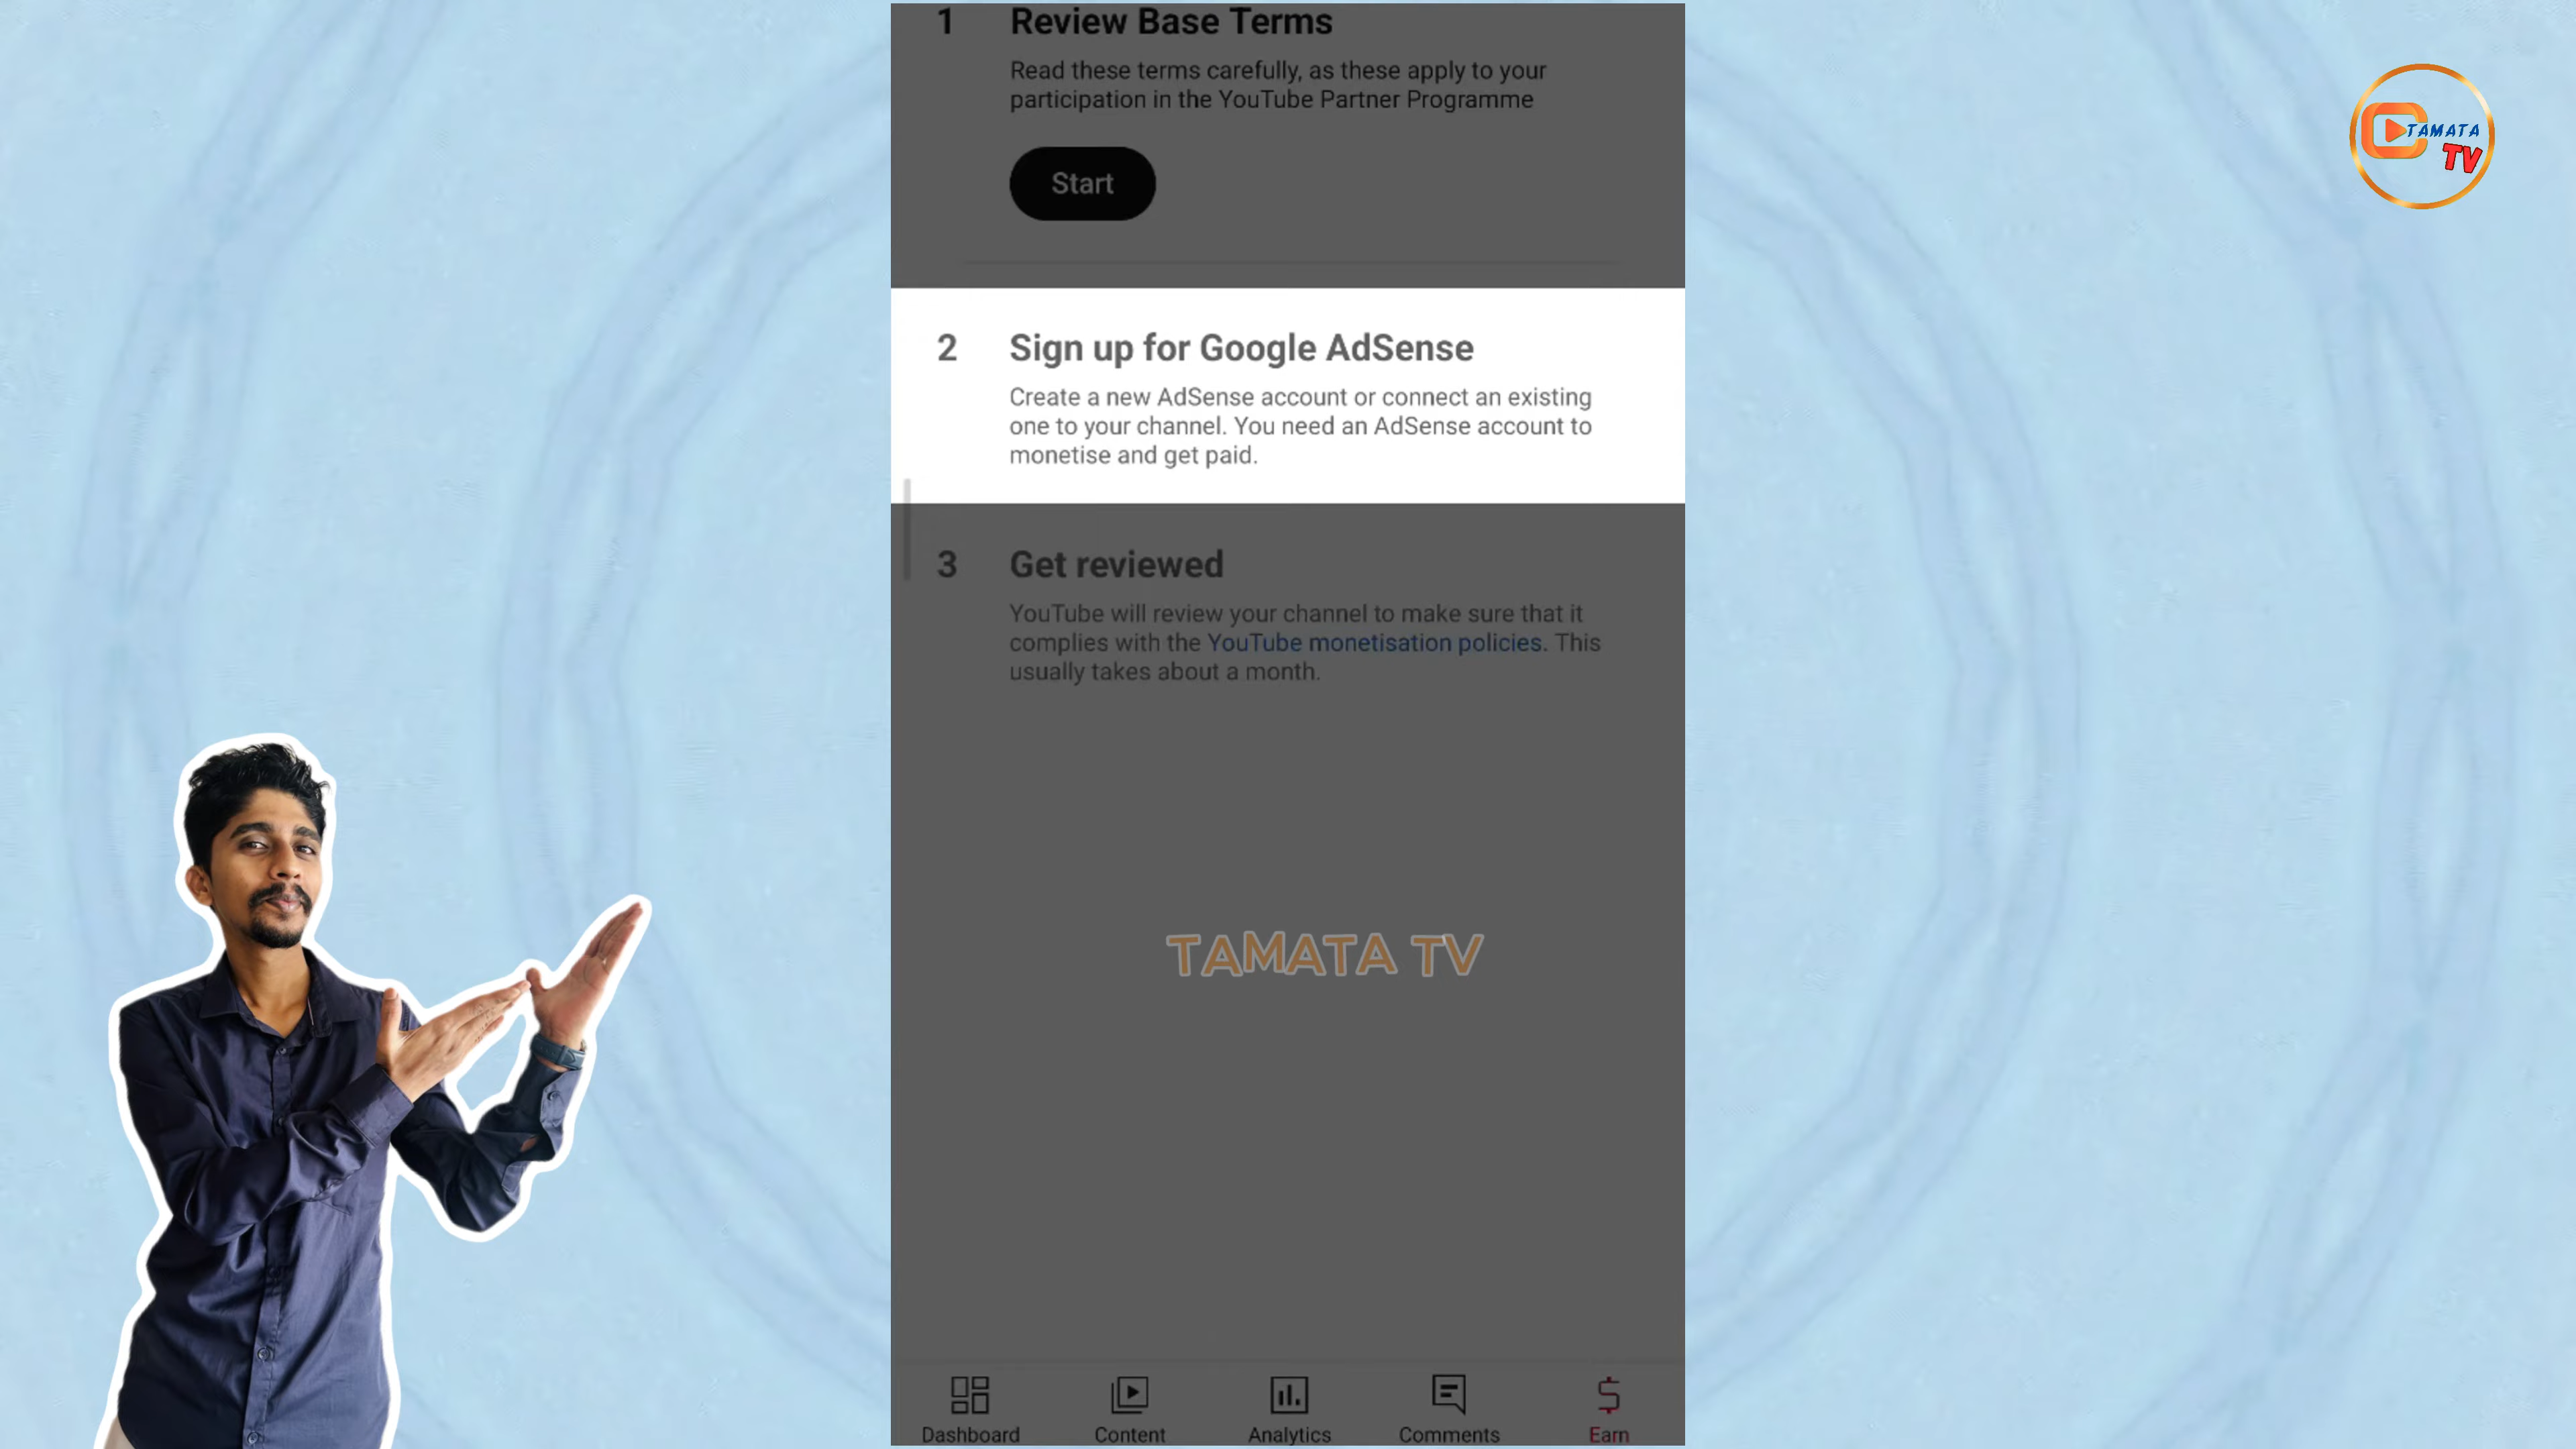 1 Review Base Terms
Read these terms carefully, as these apply to your
participation in the YouTube Partner Programme
Start
TAMATA
TV
2 Sign up for Google AdSense
Create a new AdSense account or connect an existing
one to your channel. You need an AdSense account to
monetise and get paid.
3 Get reviewed
YouTube will review your channel to make sure that it
complies with the YouTube monetisation policies. This
usually takes about a month.
TAMATA TV
Dashboard Content Analytics Comments Earn